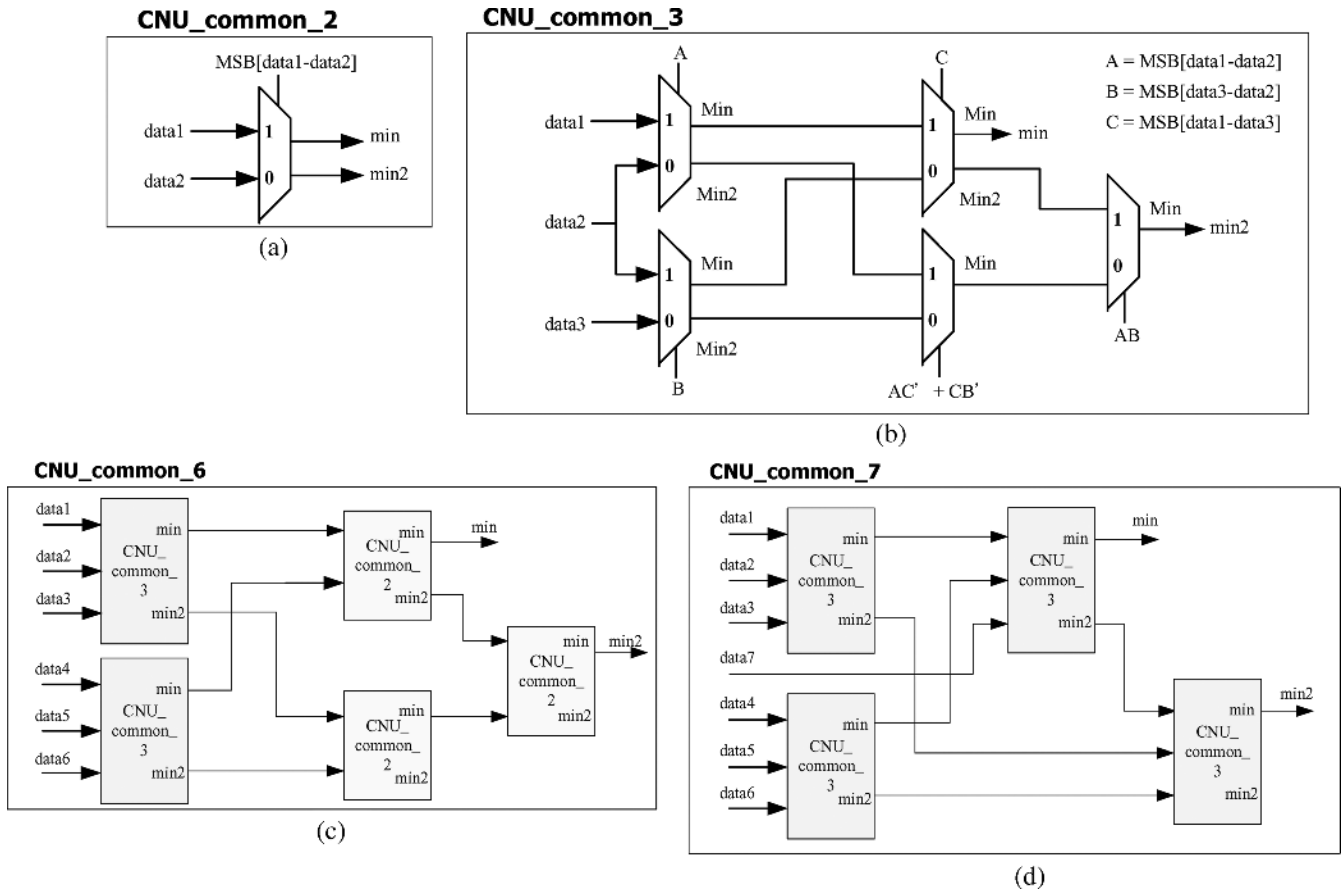 CNU_common_2
MSB[data1-data2]
data1
1
min
data2
0
min2
(a)
CNU_common_3
A
C
A = MSB[data1-data2]
B = MSB[data3-data2]
C = MSB[data1-data3]
data1
1
Min
1
Min
min
0
0
Min2
Min2
Min
1
min2
data2
0
1
Min
1
Min
data3
0
0
Min2
AB
B
AC' + CB'
(b)
CNU_common_6
data1
data2
data3
min
CNU_
common_
3
min2
data4
data5
data6
min
CNU_
common_
3
min2
min
CNU_
common_
2
min2
min
min
CNU_
common_
2
min2
min
CNU_
common_
2
min2
min2
(c)
CNU_common_7
data1
data2
data3
min
CNU_
common_
3
min2
data7
data4
data5
data6
min
CNU_
common_
3
min2
min
CNU_
common_
3
min2
min
min
CNU_
common_
3
min2
min2
(d)